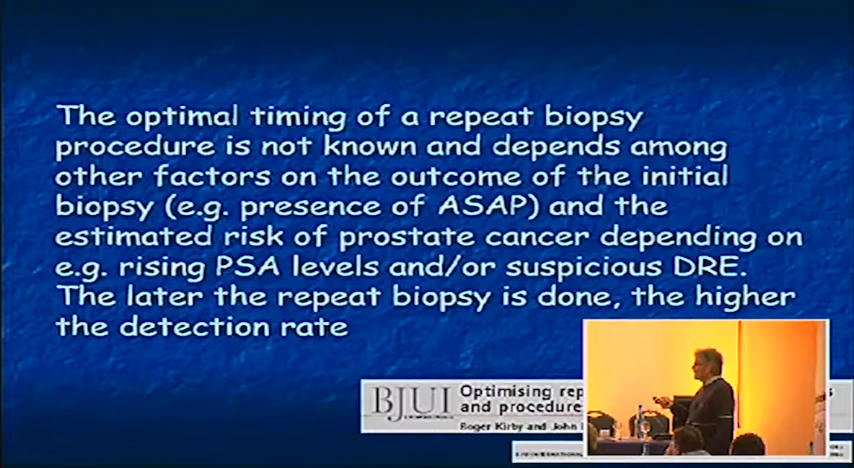 The optimal timing of a repeat biopsy
procedure is not known and depends among
other factors on the outcome of the initial
biopsy (e.g. presence of ASAP) and the
estimated risk of prostate cancer depending on
e.g. rising PSA levels and/or suspicious DRE.
The later the repeat biopsy is done, the higher
the detection rate
BJUI
Optimising
and procedure
Roger Kirby and John